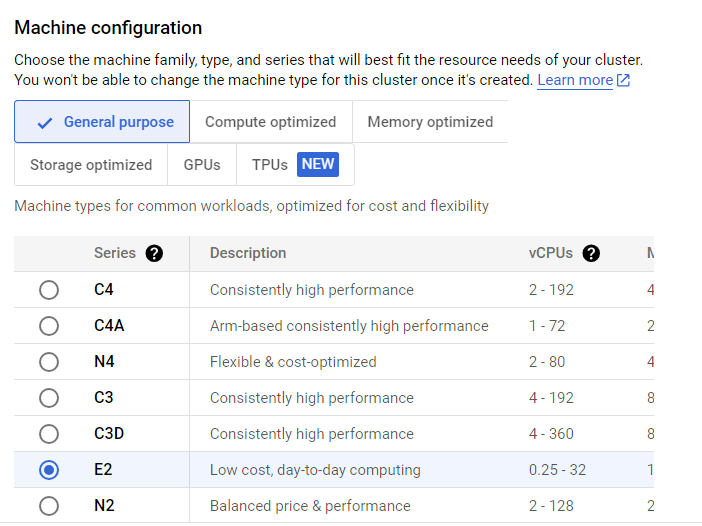 Machine configuration
Choose the machine family, type, and series that will best fit the resource needs of your cluster.
You won't be able to change the machine type for this cluster once it's created. Learn more
General purpose Compute optimized Memory optimized
Storage optimized GPUs TPUs NEW
Machine types for common workloads, optimized for cost and flexibility
Series ? Description vCPUs ?
C4 Consistently high performance 2 - 192 4
C4A Arm-based consistently high performance 1 - 72 2
N4 Flexible & cost-optimized 2 - 80 4
C3 Consistently high performance 4 - 192 8
C3D Consistently high performance 4 - 360 8
E2 Low cost, day-to-day computing 0.25 - 32 1
N2 Balanced price & performance 2 - 128 2